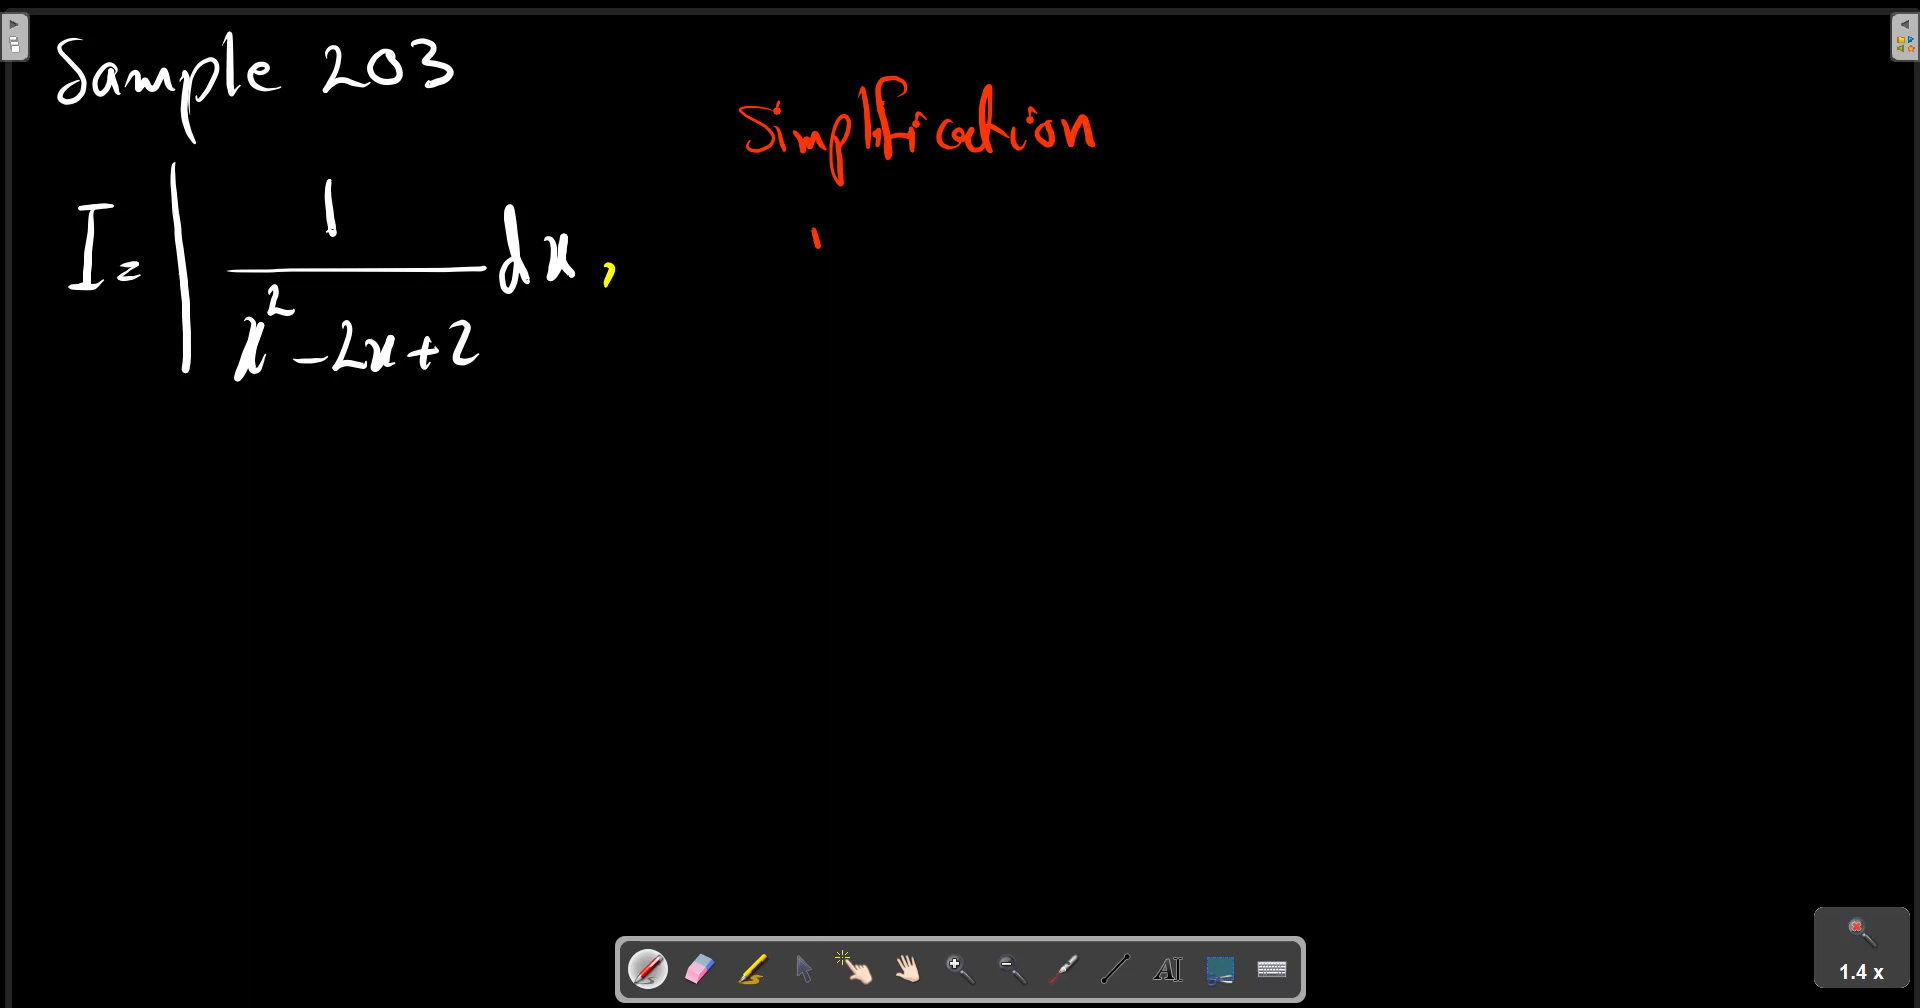 Sample 203
Simplification
I = ∫ 1/(x² - 2x + 2) dx,
1.4 x